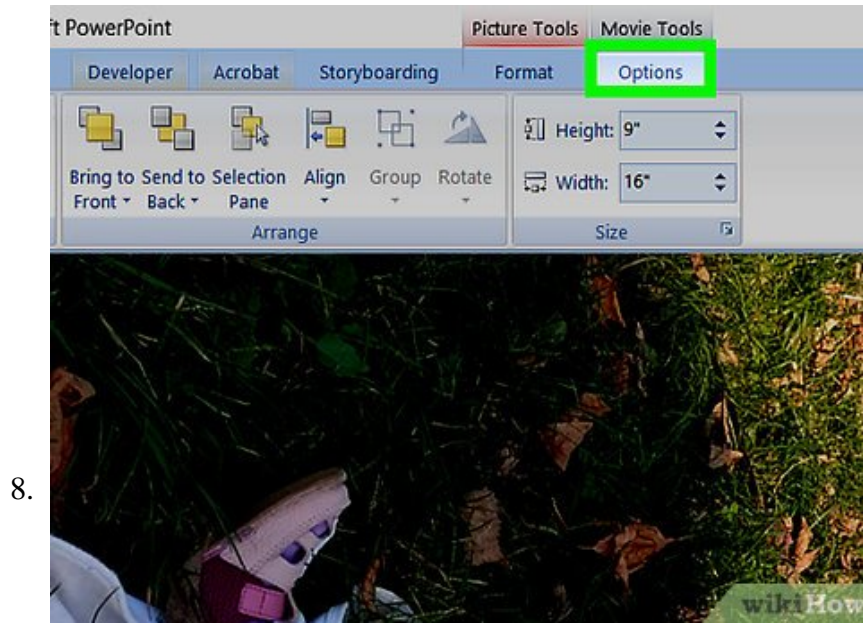 ft PowerPoint
Picture Tools Movie Tools
Developer Acrobat Storyboarding Format Options
Bring to Front Send to Back Selection Pane Align Group Rotate
Height: 9"
Width: 16"
Arrange Size
8.
wikiHow